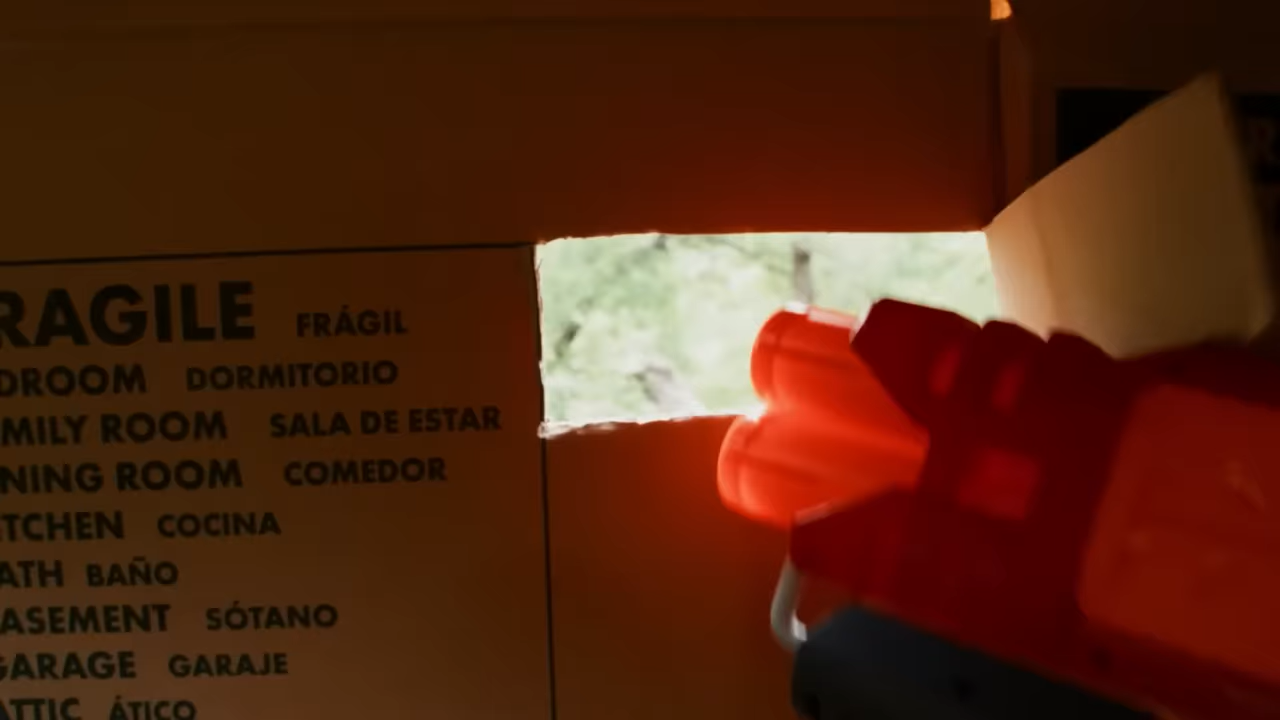 RAGILE FRÁGIL
DROOM DORMITORIO
MILY ROOM SALA DE ESTAR
NING ROOM COMEDOR
TCHEN COCINA
ATH BAÑO
ASEMENT SÓTANO
GARAGE GARAJE
ATTIC ÁTICO